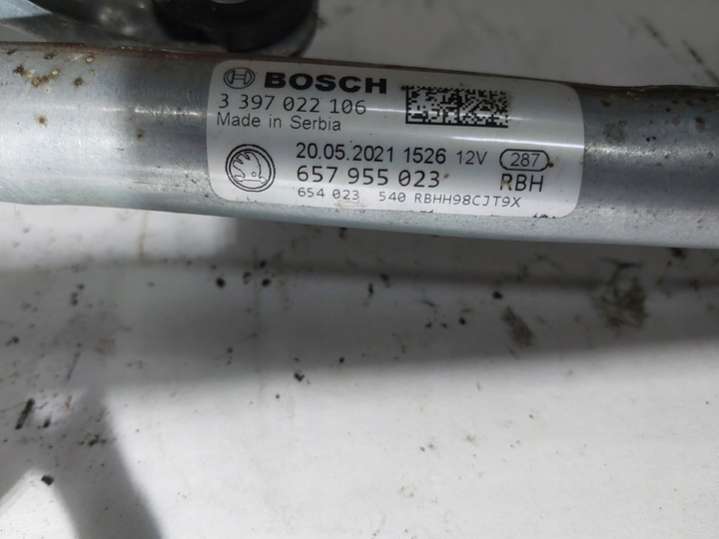 BOSCH
3 397 022 106
Made in Serbia
20.05.2021 1526 12V 287
657 955 023 RBH
654 023 540 RBHH98CJT9X